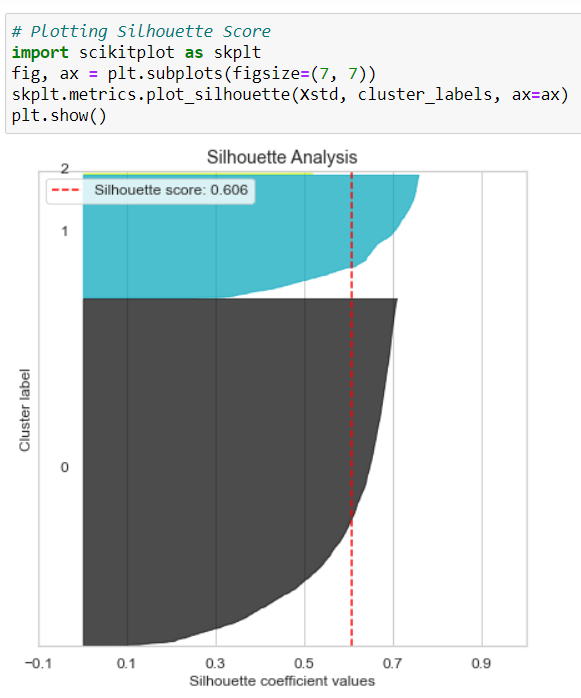 # Plotting Silhouette Score
import scikitplot as skplt
fig, ax = plt.subplots(figsize=(7, 7))
skplt.metrics.plot_silhouette(Xstd, cluster_labels, ax=ax)
plt.show()
Silhouette Analysis
2
Silhouette score: 0.606
1
Cluster label
0
−0.1 0.1 0.3 0.5 0.7 0.9
Silhouette coefficient values